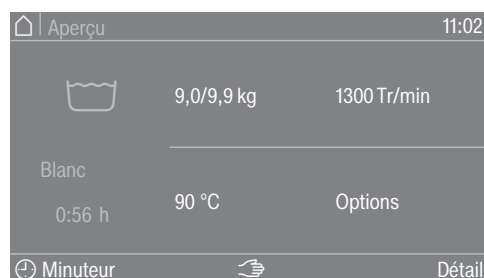 Aperçu 11:02
9,0/9,9 kg 1300 Tr/min
Blanc
90 °C Options
0:56 h
Minuteur Détail